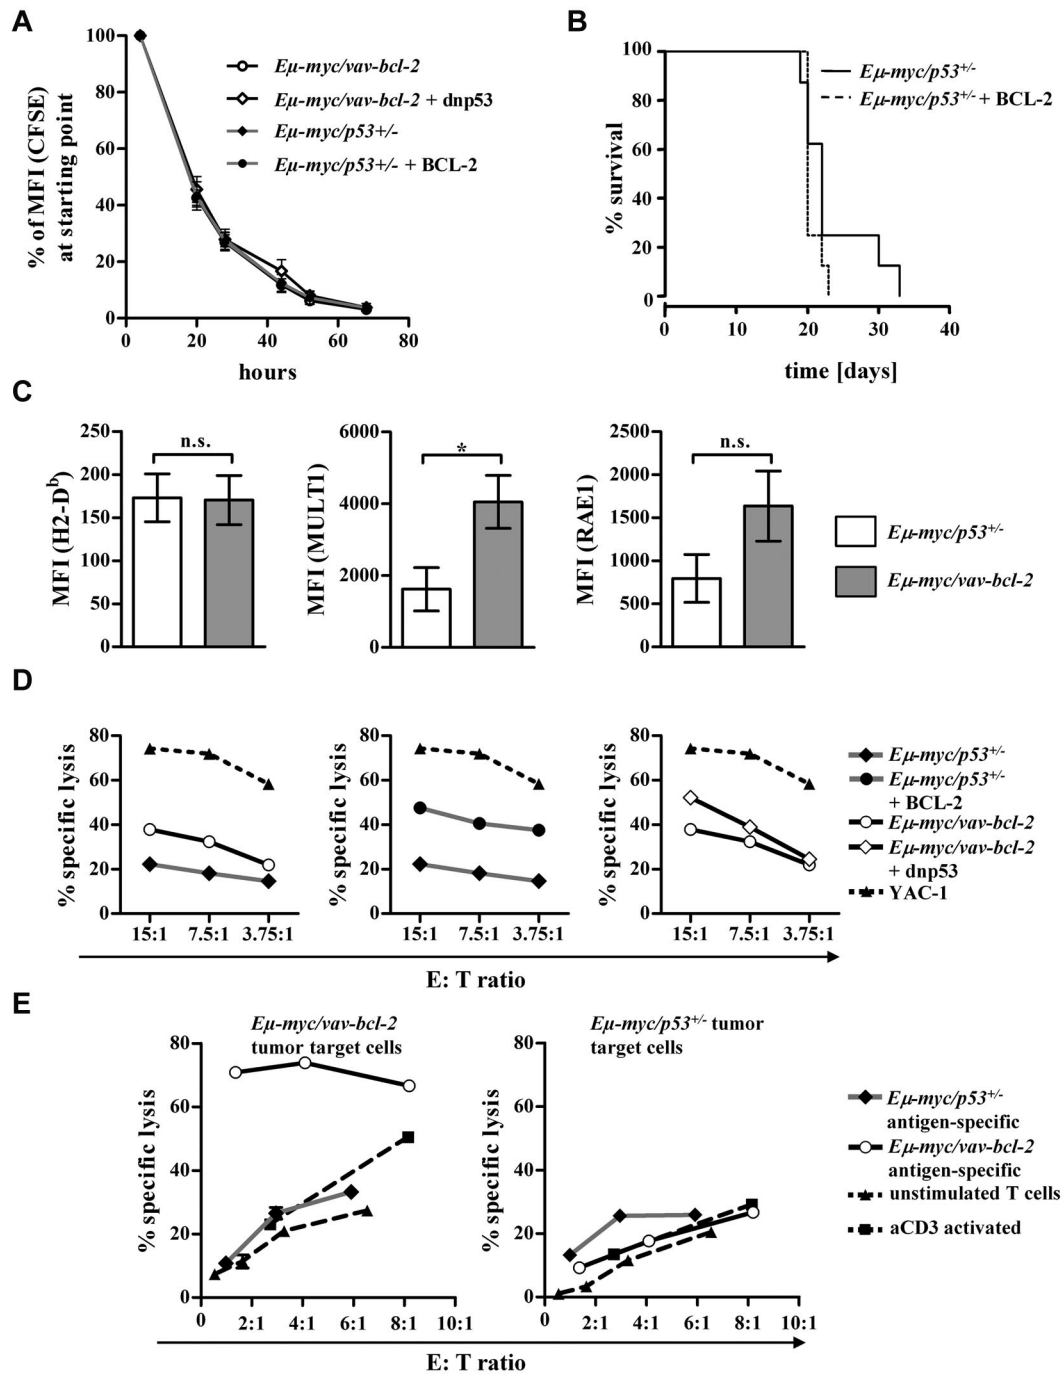 A
% of MFI (CFSE)
at starting point
100
80
60
40
20
0
0 20 40 60 80
hours
Eμ-myc/vav-bcl-2
Eμ-myc/vav-bcl-2 + dnp53
Eμ-myc/p53+/-
Eμ-myc/p53+/- + BCL-2
B
% survival
100
80
60
40
20
0
0 10 20 30 40
time [days]
Eμ-myc/p53+/-
Eμ-myc/p53+/- + BCL-2
C
MFI (H2-Db)
250
200
150
100
50
0
n.s.
MFI (MULT1)
6000
4000
2000
0
*
MFI (RAE1)
2500
2000
1500
1000
500
0
n.s.
Eμ-myc/p53+/-
Eμ-myc/vav-bcl-2
D
% specific lysis
80
60
40
20
0
15:1 7.5:1 3.75:1
% specific lysis
80
60
40
20
0
15:1 7.5:1 3.75:1
% specific lysis
80
60
40
20
0
15:1 7.5:1 3.75:1
E: T ratio
Eμ-myc/p53+/-
Eμ-myc/p53+/-
+ BCL-2
Eμ-myc/vav-bcl-2
Eμ-myc/vav-bcl-2
+ dnp53
YAC-1
E
Eμ-myc/vav-bcl-2
tumor target cells
% specific lysis
80
60
40
20
0
0 2:1 4:1 6:1 8:1 10:1
Eμ-myc/p53+/- tumor
target cells
% specific lysis
80
60
40
20
0
0 2:1 4:1 6:1 8:1 10:1
E: T ratio
Eμ-myc/p53+/-
antigen-specific
Eμ-myc/vav-bcl-2
antigen-specific
unstimulated T cells
aCD3 activated